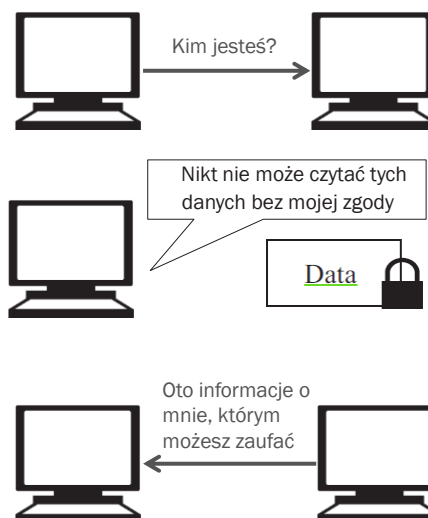 Kim jesteś?
Nikt nie może czytać tych
danych bez mojej zgody
Data
Oto informacje o
mnie, którym
możesz zaufać